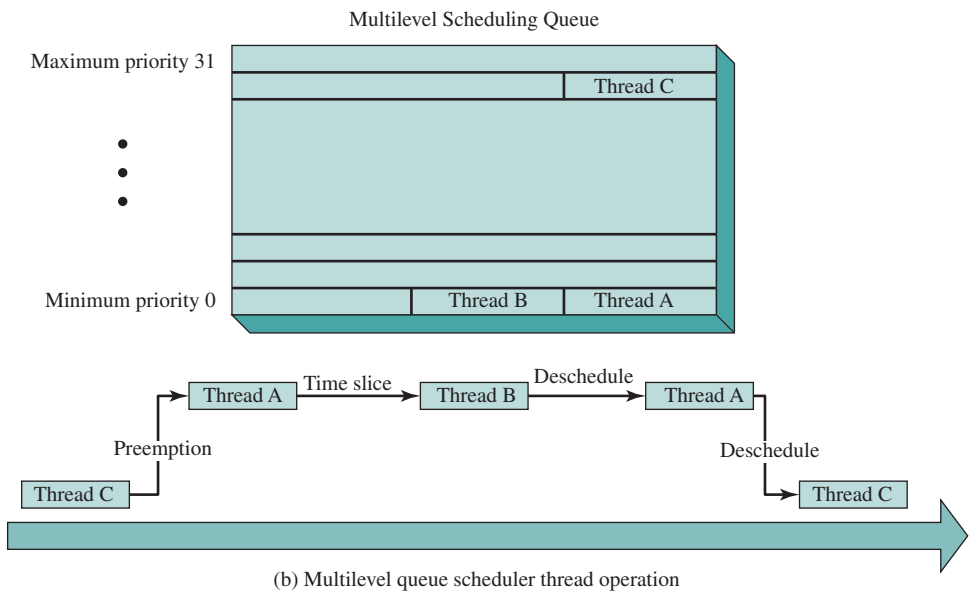 Multilevel Scheduling Queue
Maximum priority 31
Thread C
Minimum priority 0
Thread B
Thread A
Thread A
Time slice
Thread B
Deschedule
Thread A
Preemption
Deschedule
Thread C
Thread C
(b) Multilevel queue scheduler thread operation